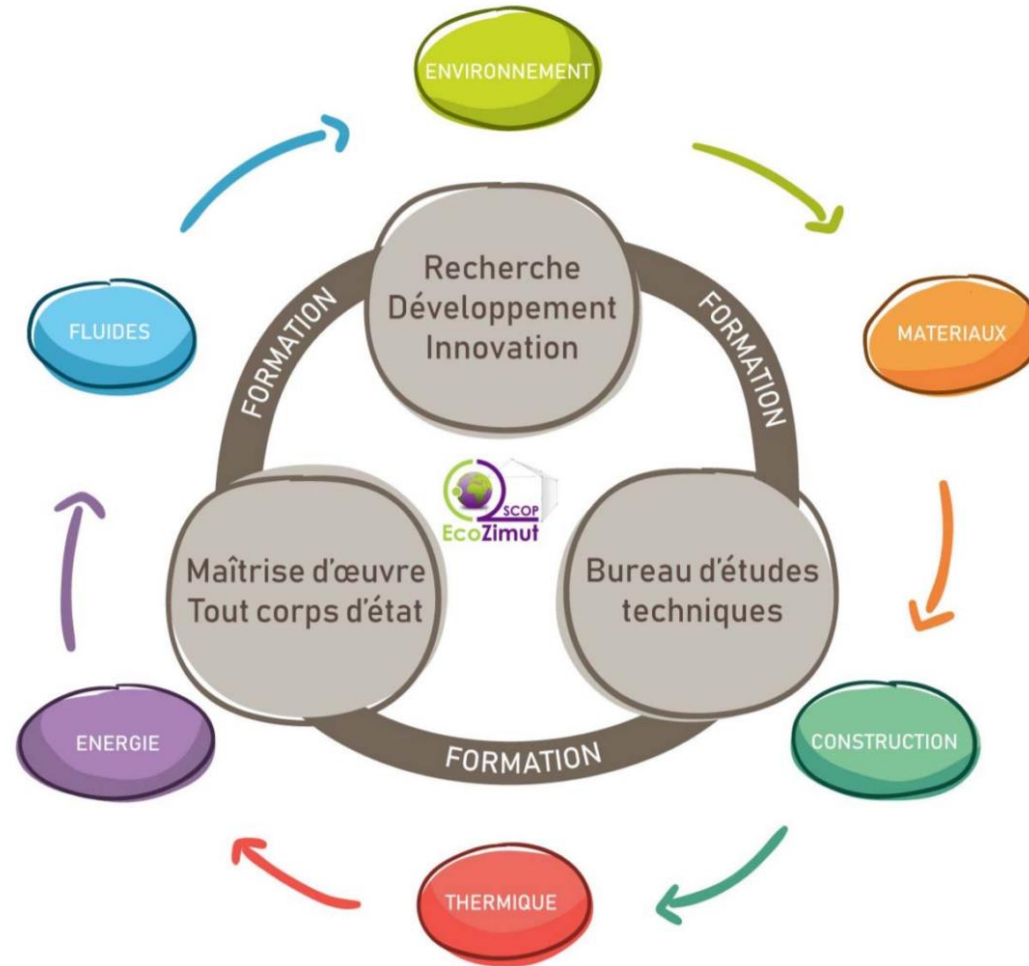 ENVIRONNEMENT
FLUIDES
MATERIAUX
Recherche
Développement
Innovation
FORMATION
FORMATION
SCOP
EcoZimut
Maîtrise d'œuvre
Tout corps d'état
Bureau d'études
techniques
ENERGIE
CONSTRUCTION
FORMATION
THERMIQUE